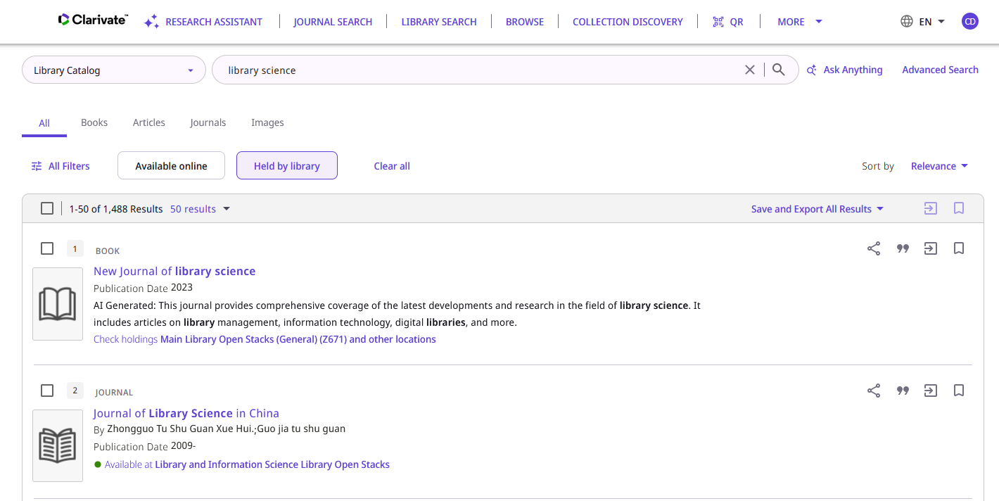 Clarivate™ RESEARCH ASSISTANT JOURNAL SEARCH LIBRARY SEARCH BROWSE COLLECTION DISCOVERY QR MORE EN CD
Library Catalog library science Ask Anything Advanced Search
All Books Articles Journals Images
All Filters Available online Held by library Clear all Sort by Relevance
1-50 of 1,488 Results 50 results Save and Export All Results
1 BOOK
New Journal of library science
Publication Date 2023
AI Generated: This journal provides comprehensive coverage of the latest developments and research in the field of library science. It
includes articles on library management, information technology, digital libraries, and more.
Check holdings Main Library Open Stacks (General) (Z671) and other locations
2 JOURNAL
Journal of Library Science in China
By Zhongguo Tu Shu Guan Xue Hui.;Guo jia tu shu guan
Publication Date 2009-
Available at Library and Information Science Library Open Stacks